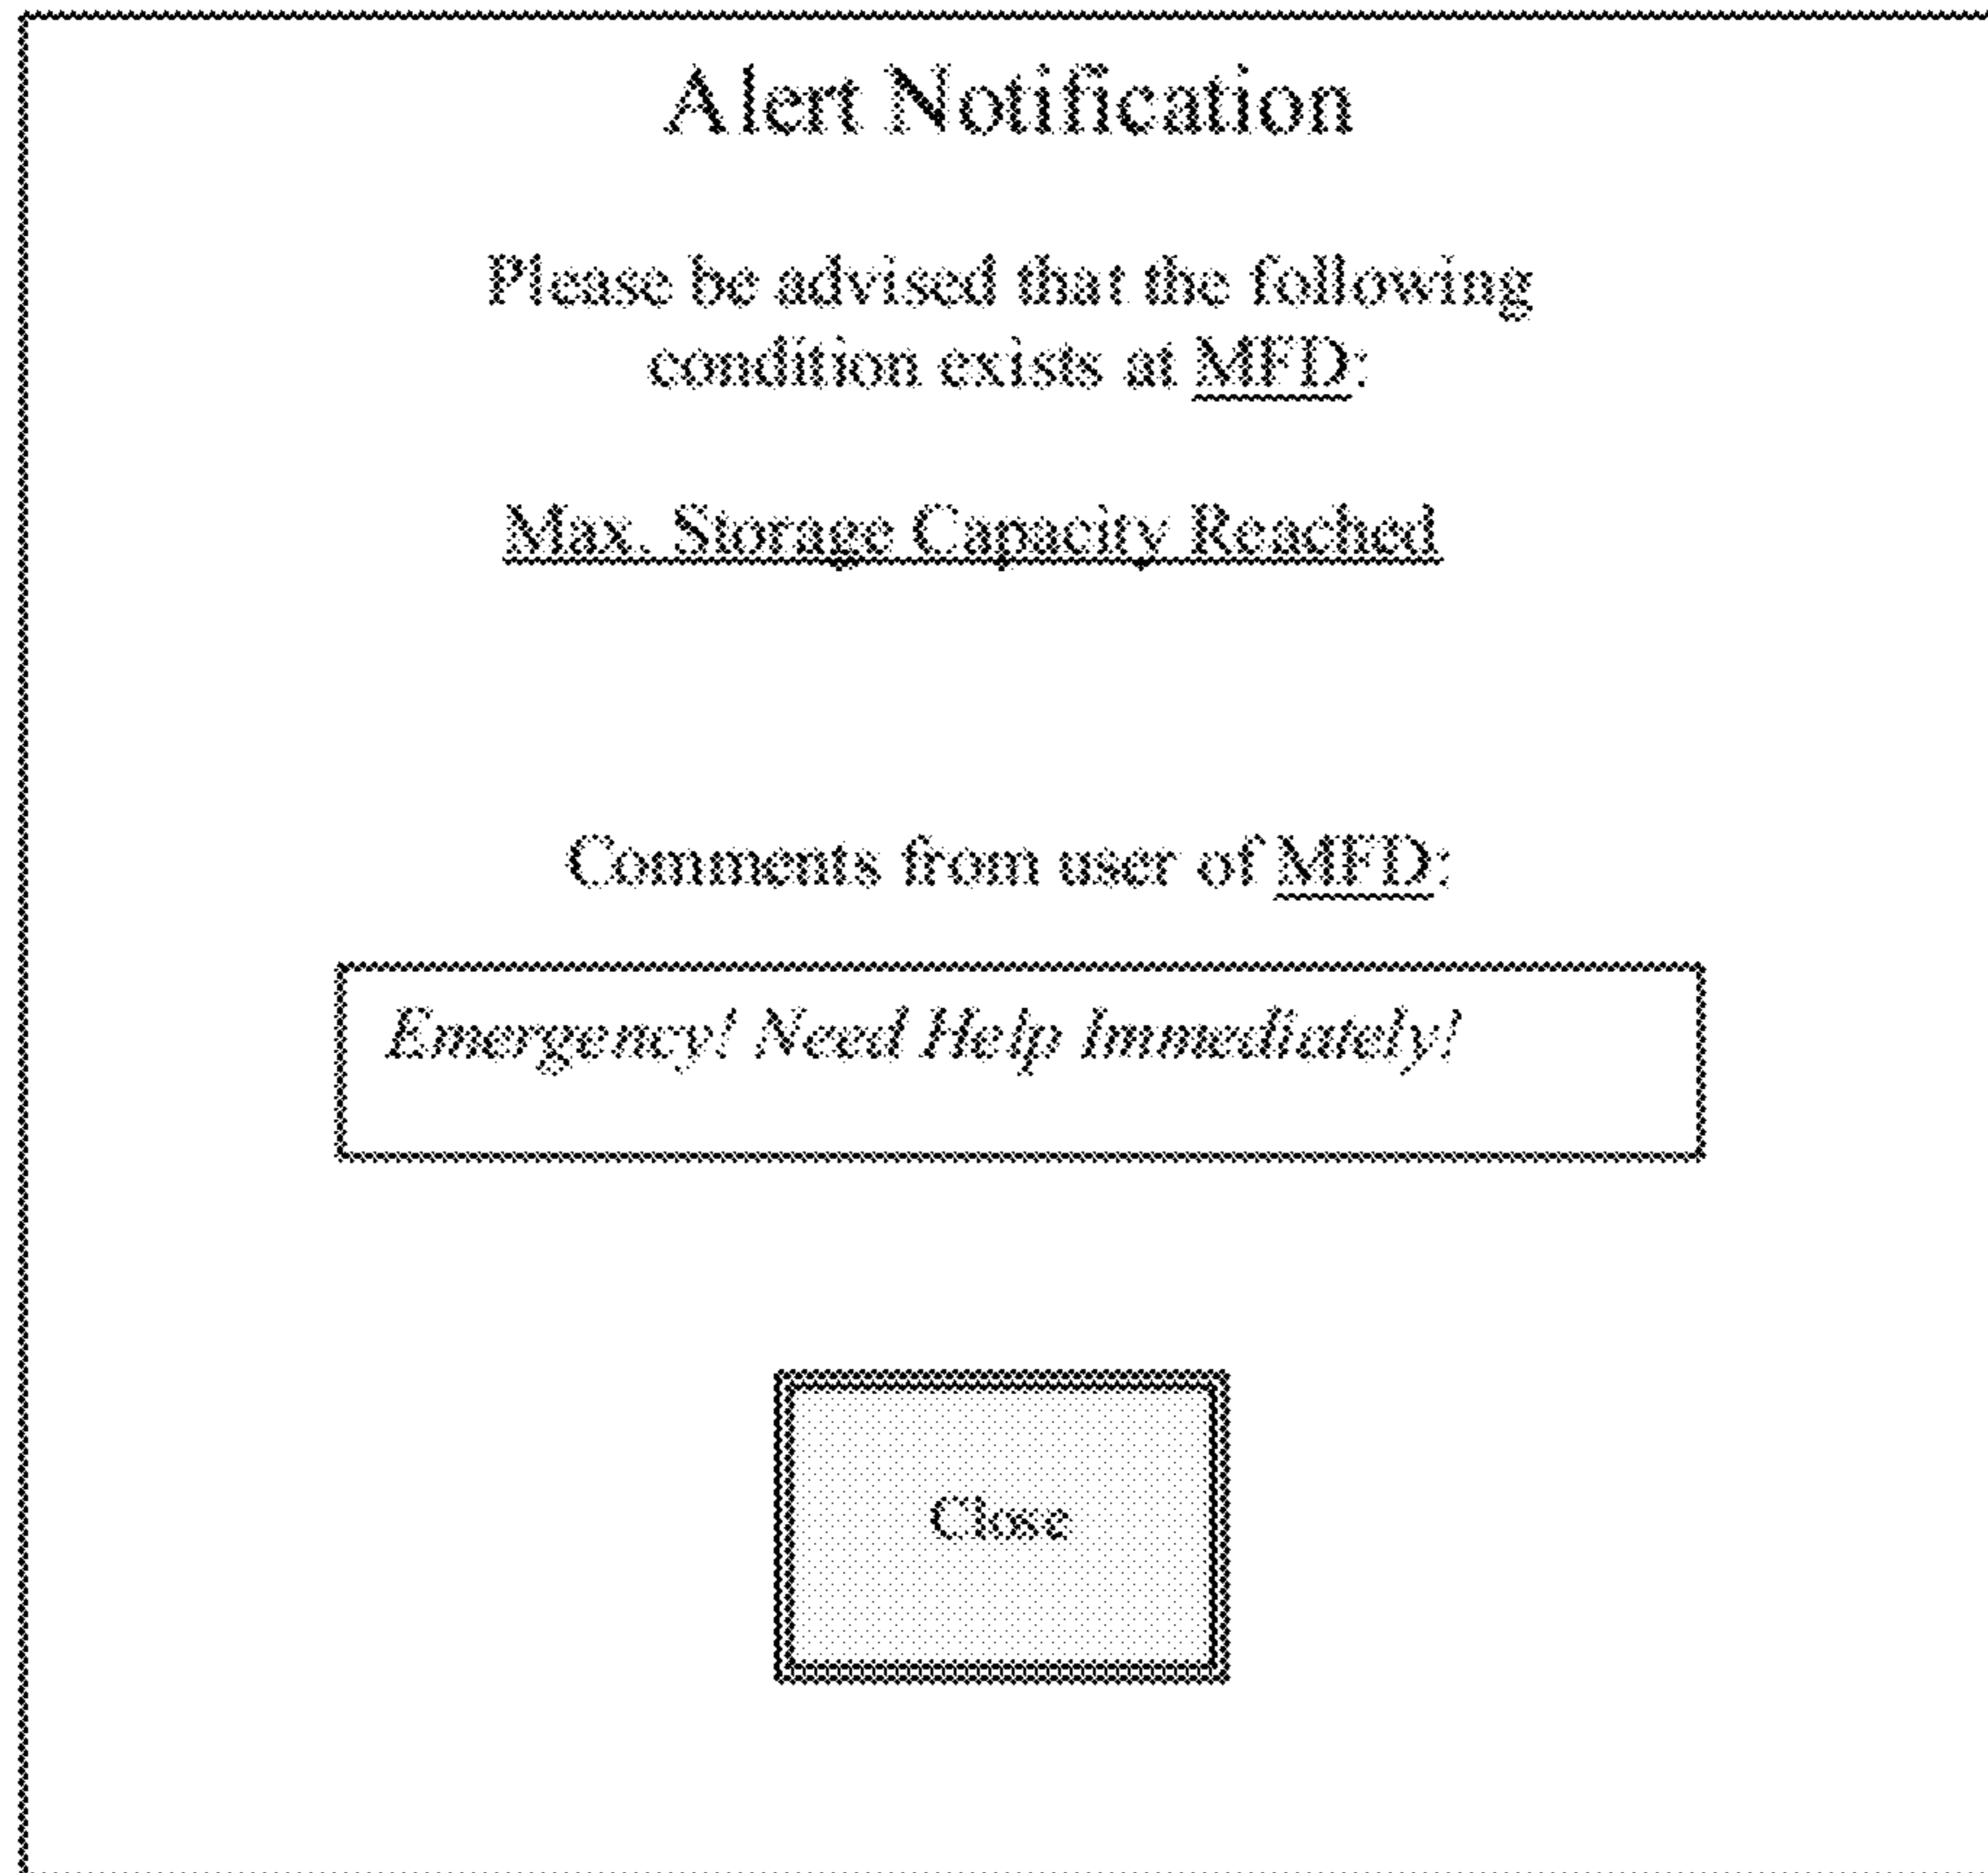 Alert Notification
Please be advised that the following
condition exists at MFD:
Max. Storage Capacity Reached
Comments from user of MFD:
Emergency! Need Help Immediately!
Close